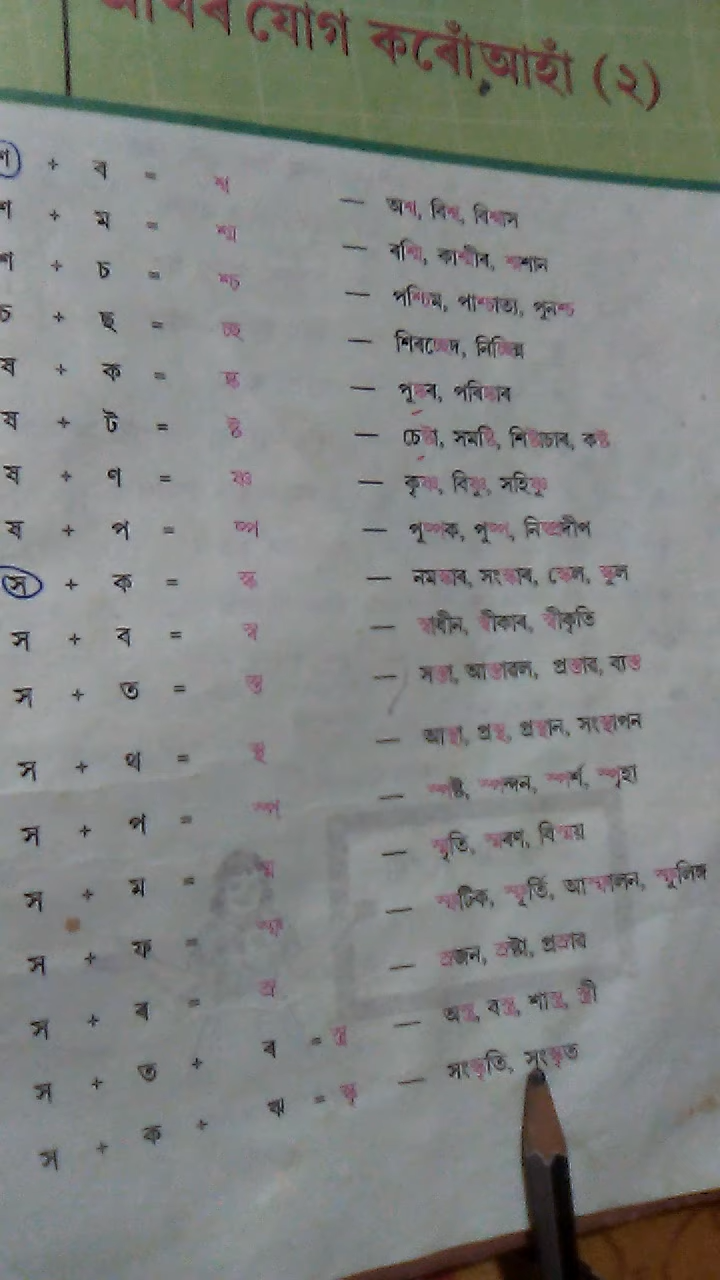 আখৰ যোগ কৰোঁ আহাঁ (২)
শ + ব = শ্ব — অশ্ব, বিশ্ব, বিশ্বাস
শ + ম = শ্ম — ৰশ্মি, কাশ্মীৰ, শ্মশান
শ + চ = শ্চ — পশ্চিম, পাশ্চাত্য, পুনশ্চ
চ + ছ = চ্ছ — শিৰচ্ছেদ, নিচ্ছিদ্ৰ
ষ + ক = ষ্ক — পুষ্কৰ, পৰিষ্কাৰ
ষ + ট = ষ্ট — চেষ্টা, সমষ্টি, শিষ্টাচাৰ, কষ্ট
ষ + ণ = ষ্ণ — কৃষ্ণ, বিষ্ণু, সহিষ্ণু
ষ + প = ষ্প — পুষ্পক, পুষ্প, নিষ্প্ৰদীপ
স + ক = স্ক — নমস্কাৰ, সংস্কাৰ, স্কেল, স্কুল
স + ব = স্ব — স্বাধীন, স্বীকাৰ, স্বীকৃতি
স + ত = স্ত — সস্তা, আস্তাবল, প্ৰস্তাব, ব্যস্ত
স + থ = স্থ — আস্থা, প্ৰস্থ, প্ৰস্থান, সংস্থাপন
স + প = স্প — স্পষ্ট, স্পন্দন, স্পৰ্শ, স্পৃহা
স + ম = স্ম — স্মৃতি, স্মৰণ, বিস্ময়
স + ফ = স্ফ — স্ফটিক, স্ফূৰ্তি, আস্ফালন, স্ফুলিঙ্গ
স + ৰ = স্ৰ — স্ৰজন, স্ৰষ্টা, প্ৰস্ৰাৱ
স + ত + ৰ = স্ত্ৰ — অস্ত্ৰ, বস্ত্ৰ, শাস্ত্ৰ, স্ত্ৰী
স + ক + ঋ = স্কৃ — সংস্কৃতি, সংস্কৃত